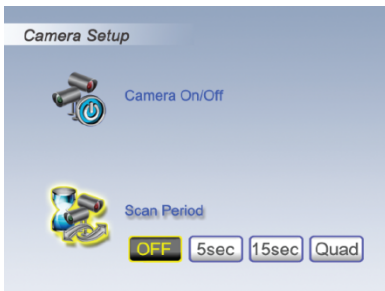 Camera Setup
Camera On/Off
Scan Period
OFF 5sec 15sec Quad